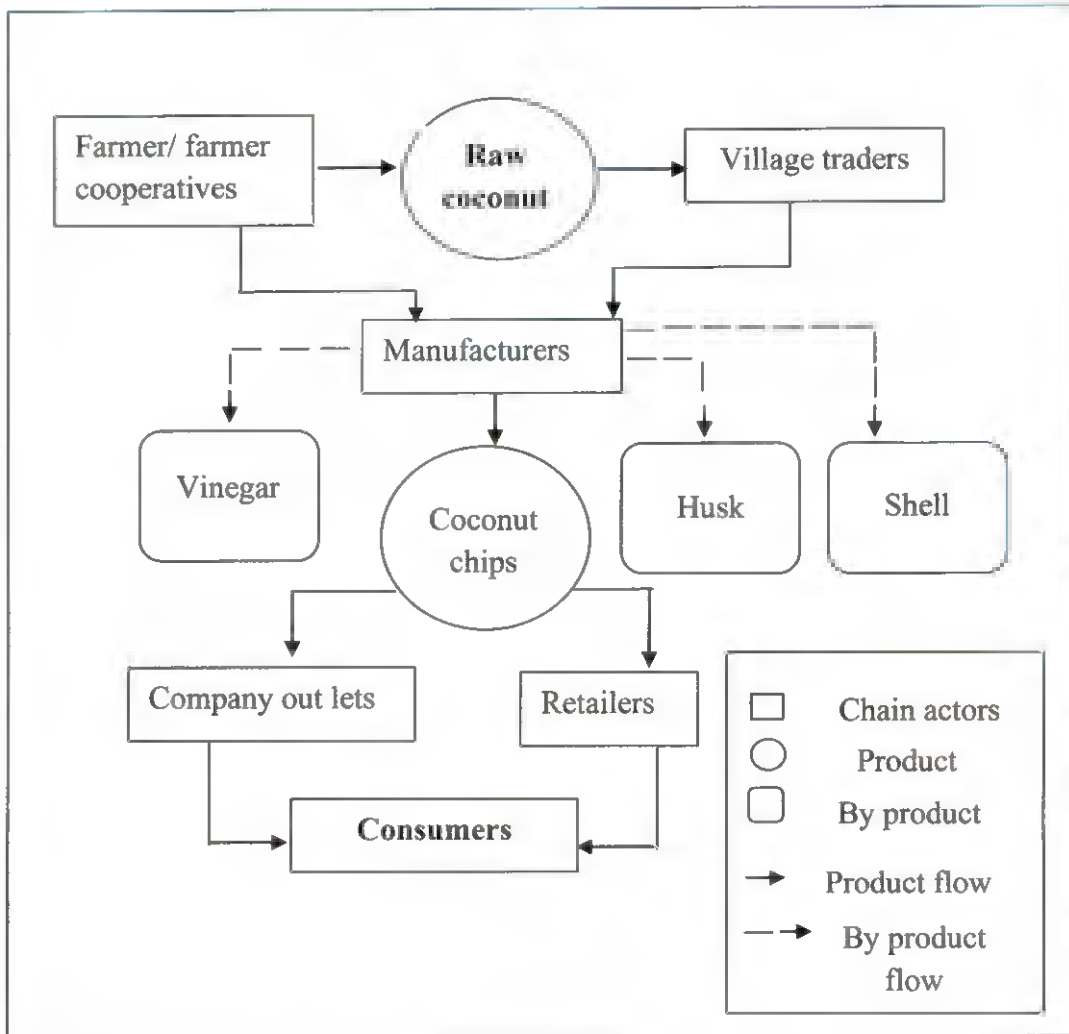 Farmer/ farmer
cooperatives
Raw
coconut
Village traders
Manufacturers
Vinegar
Coconut
chips
Husk
Shell
Company out lets
Retailers
Consumers
Chain actors
Product
By product
Product flow
By product
flow